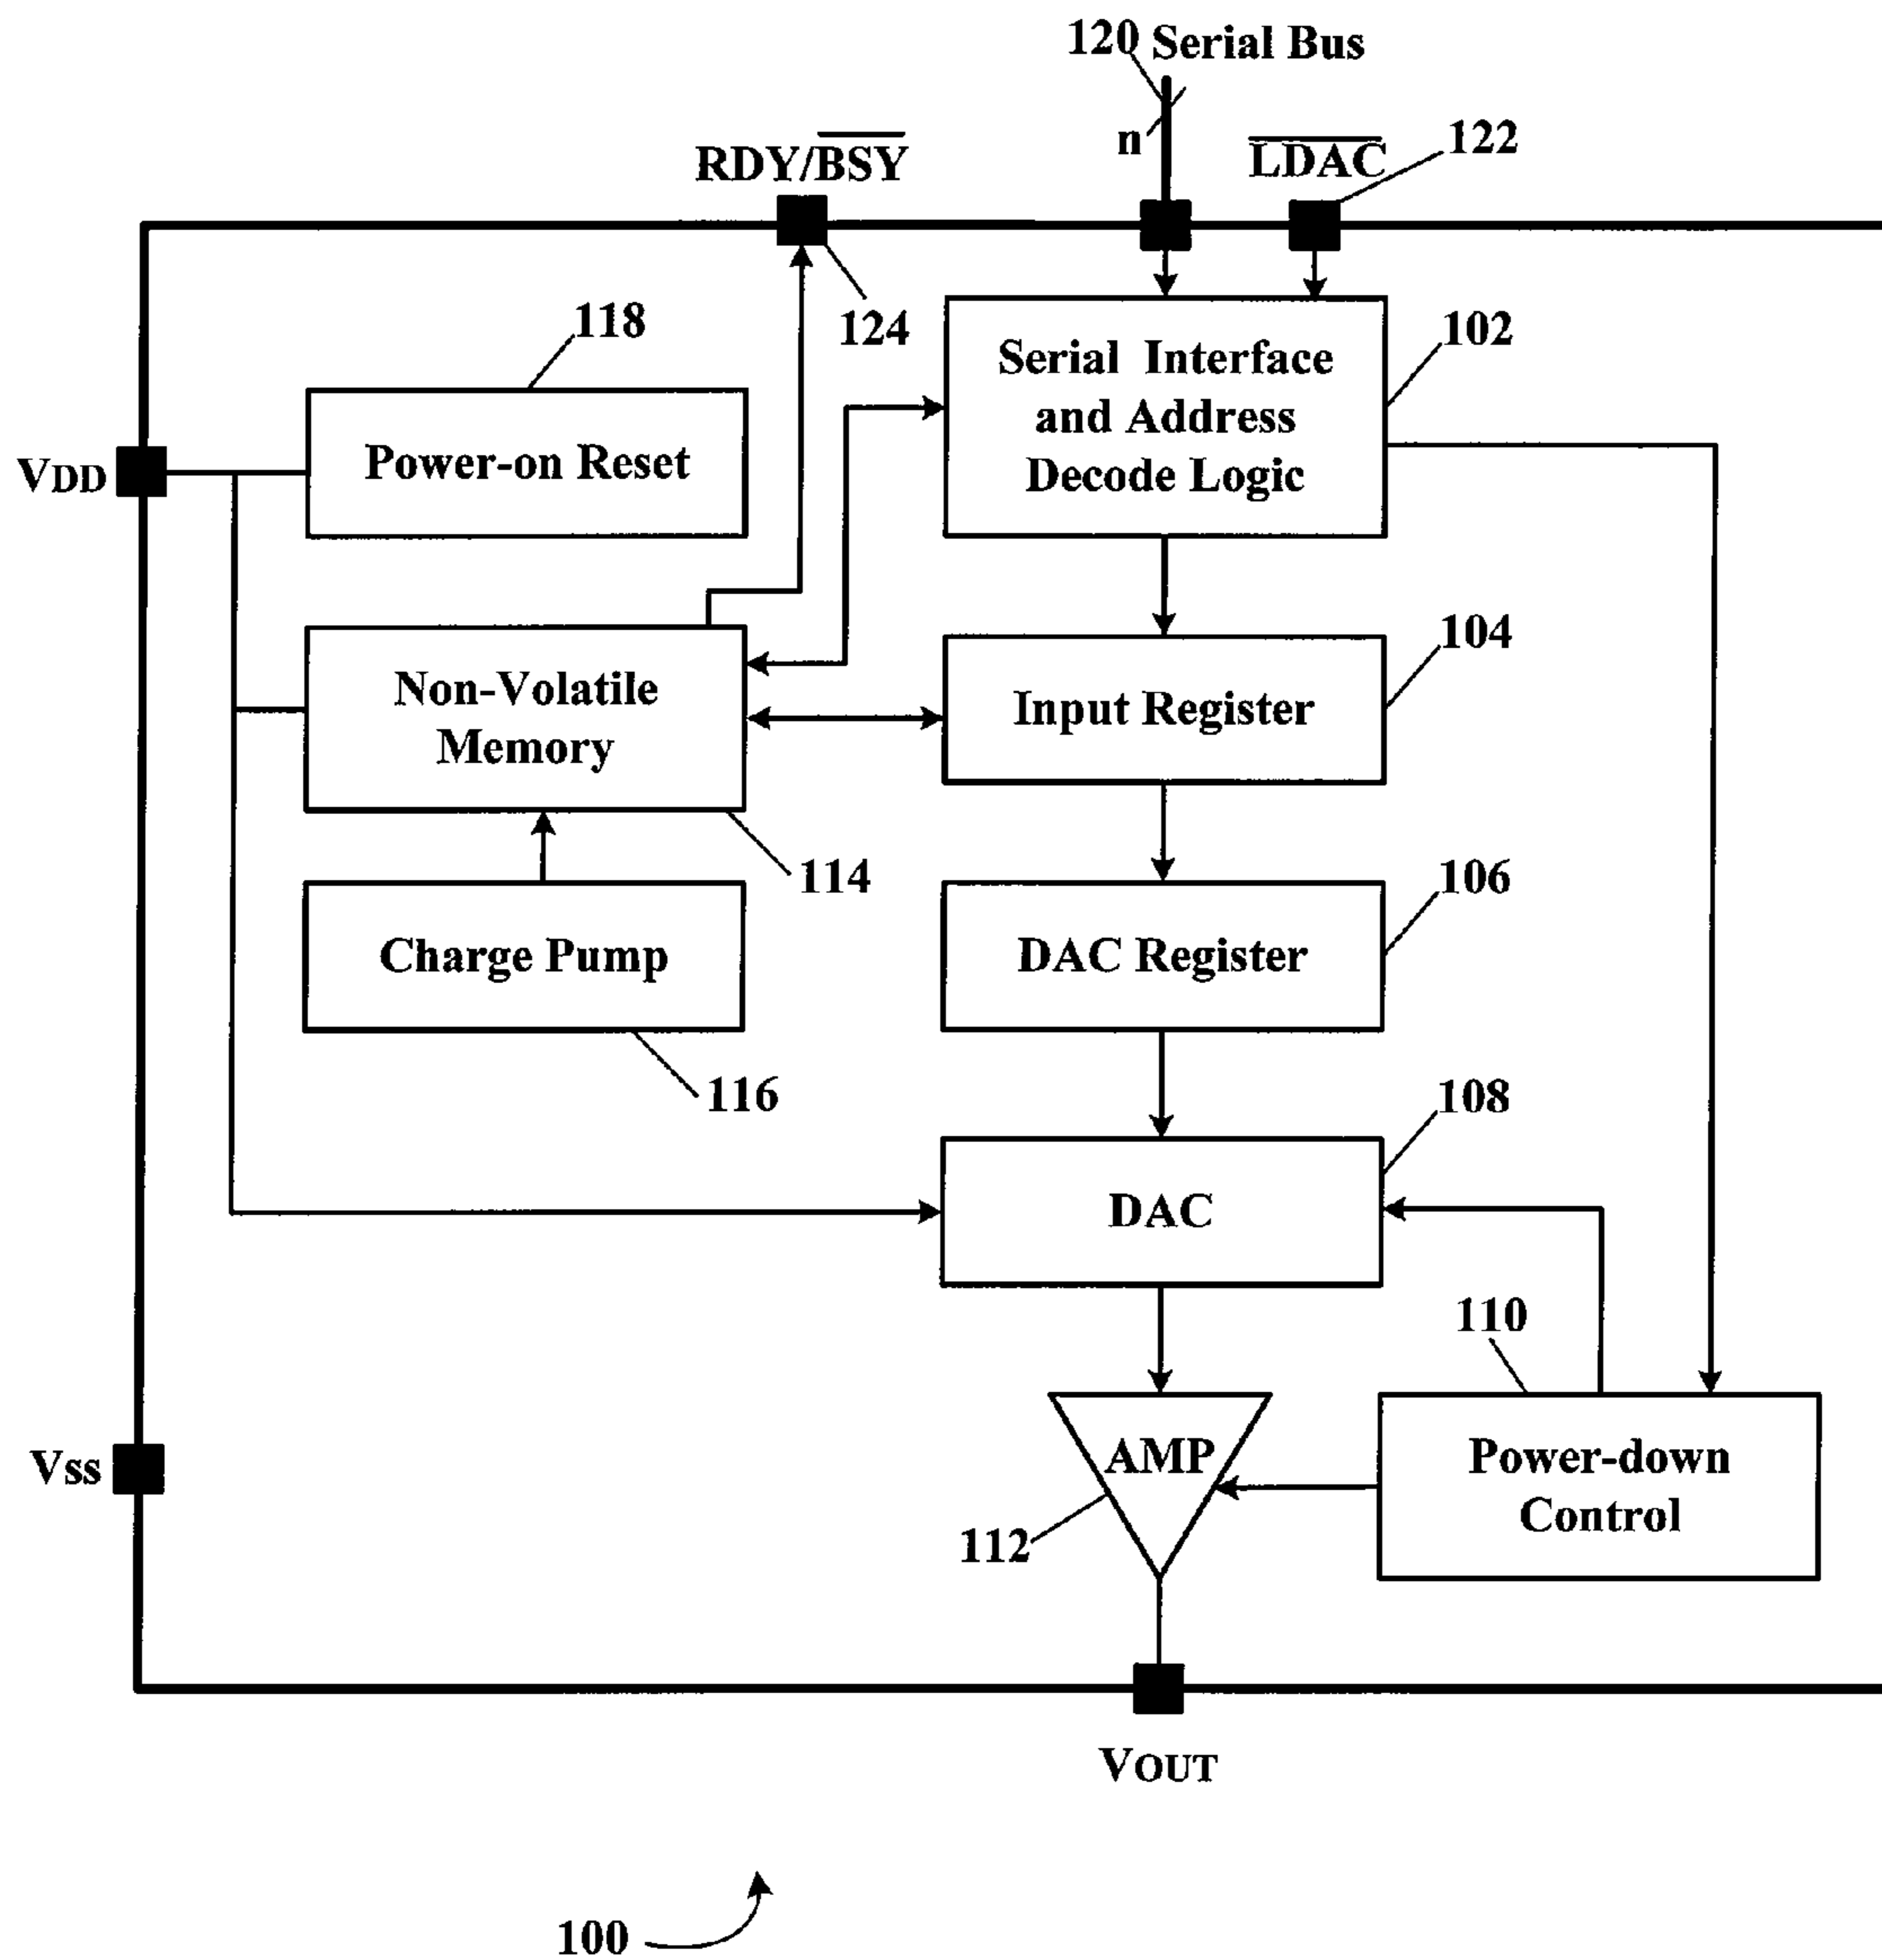 120 Serial Bus
n
RDY/BSY
LDAC
122
124
118
Power-on Reset
VDD
Serial Interface
and Address
Decode Logic
102
Non-Volatile
Memory
114
Input Register
104
Charge Pump
116
DAC Register
106
DAC
108
110
Power-down
Control
AMP
112
Vss
VOUT
100